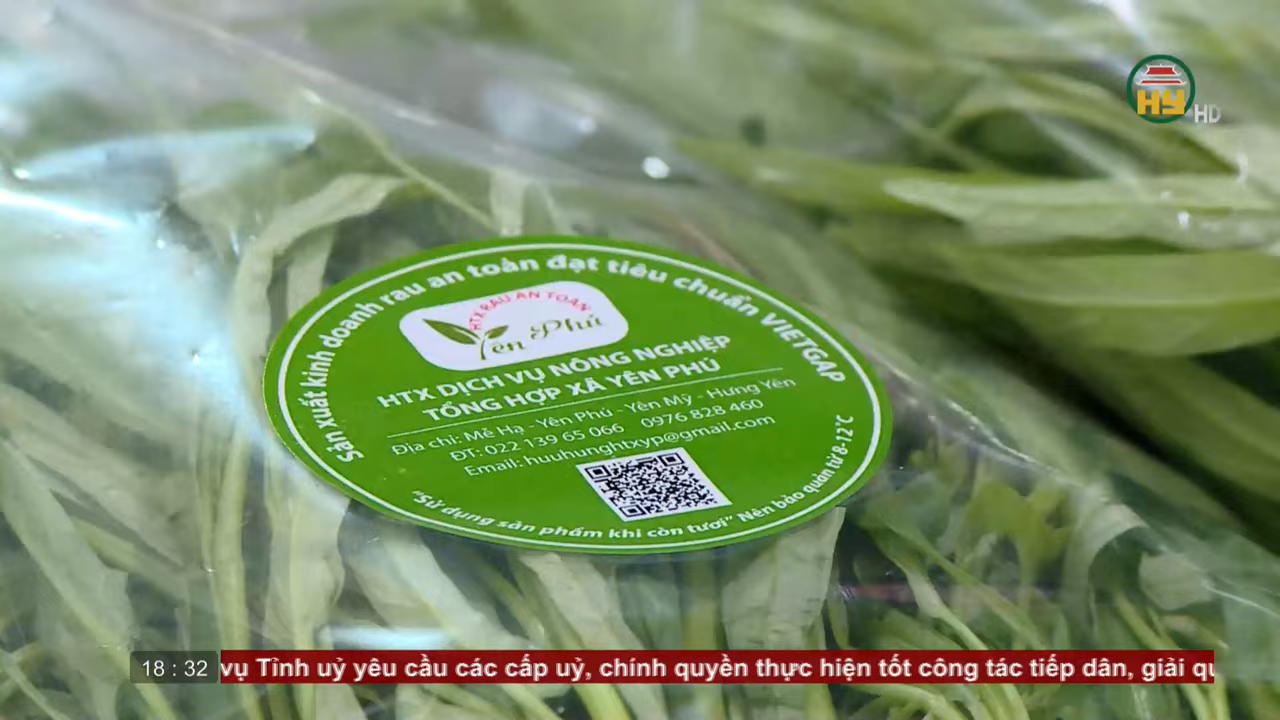 HY HD
Sản xuất kinh doanh rau an toàn đạt tiêu chuẩn VIETGAP
HTX RAU AN TOAN
Yên Phú
HTX DỊCH VỤ NÔNG NGHIỆP
TỔNG HỢP XÃ YÊN PHÚ
Địa chỉ: Mễ Hạ - Yên Phú - Yên Mỹ - Hưng Yên
ĐT: 022 139 65 066 0976 828 460
Email: huuhunghtxyp@gmail.com
"Sử dụng sản phẩm khi còn tươi" Nên bảo quản từ 8-12°C
18 : 32 vụ Tỉnh uỷ yêu cầu các cấp uỷ, chính quyền thực hiện tốt công tác tiếp dân, giải